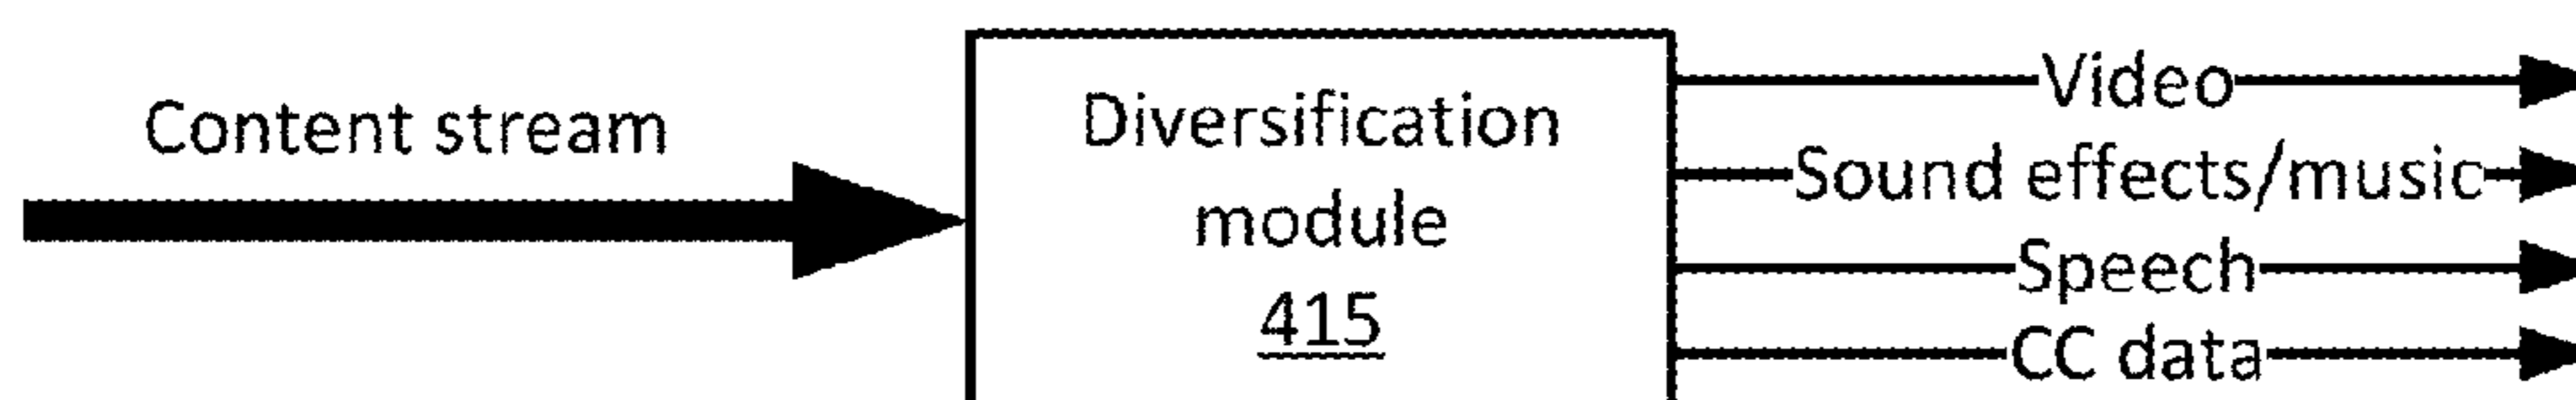 Content stream
Diversification
module
415
Video
Sound effects/music
Speech
CC data